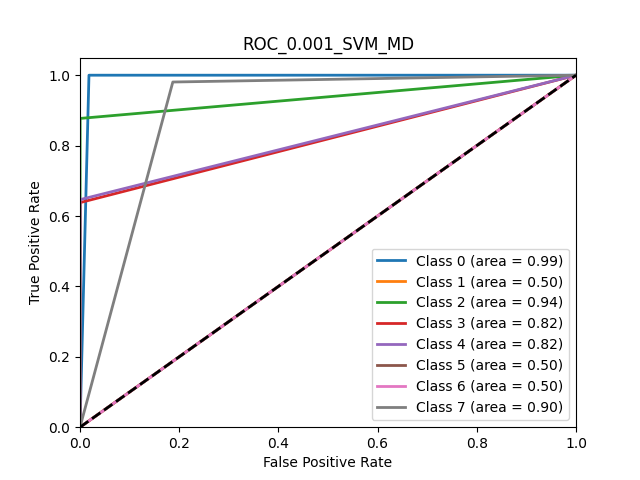 ROC_0.001_SVM_MD
1.0
0.8
0.6
0.4
0.2
0.0
True Positive Rate
Class 0 (area = 0.99)
Class 1 (area = 0.50)
Class 2 (area = 0.94)
Class 3 (area = 0.82)
Class 4 (area = 0.82)
Class 5 (area = 0.50)
Class 6 (area = 0.50)
Class 7 (area = 0.90)
0.0 0.2 0.4 0.6 0.8 1.0
False Positive Rate